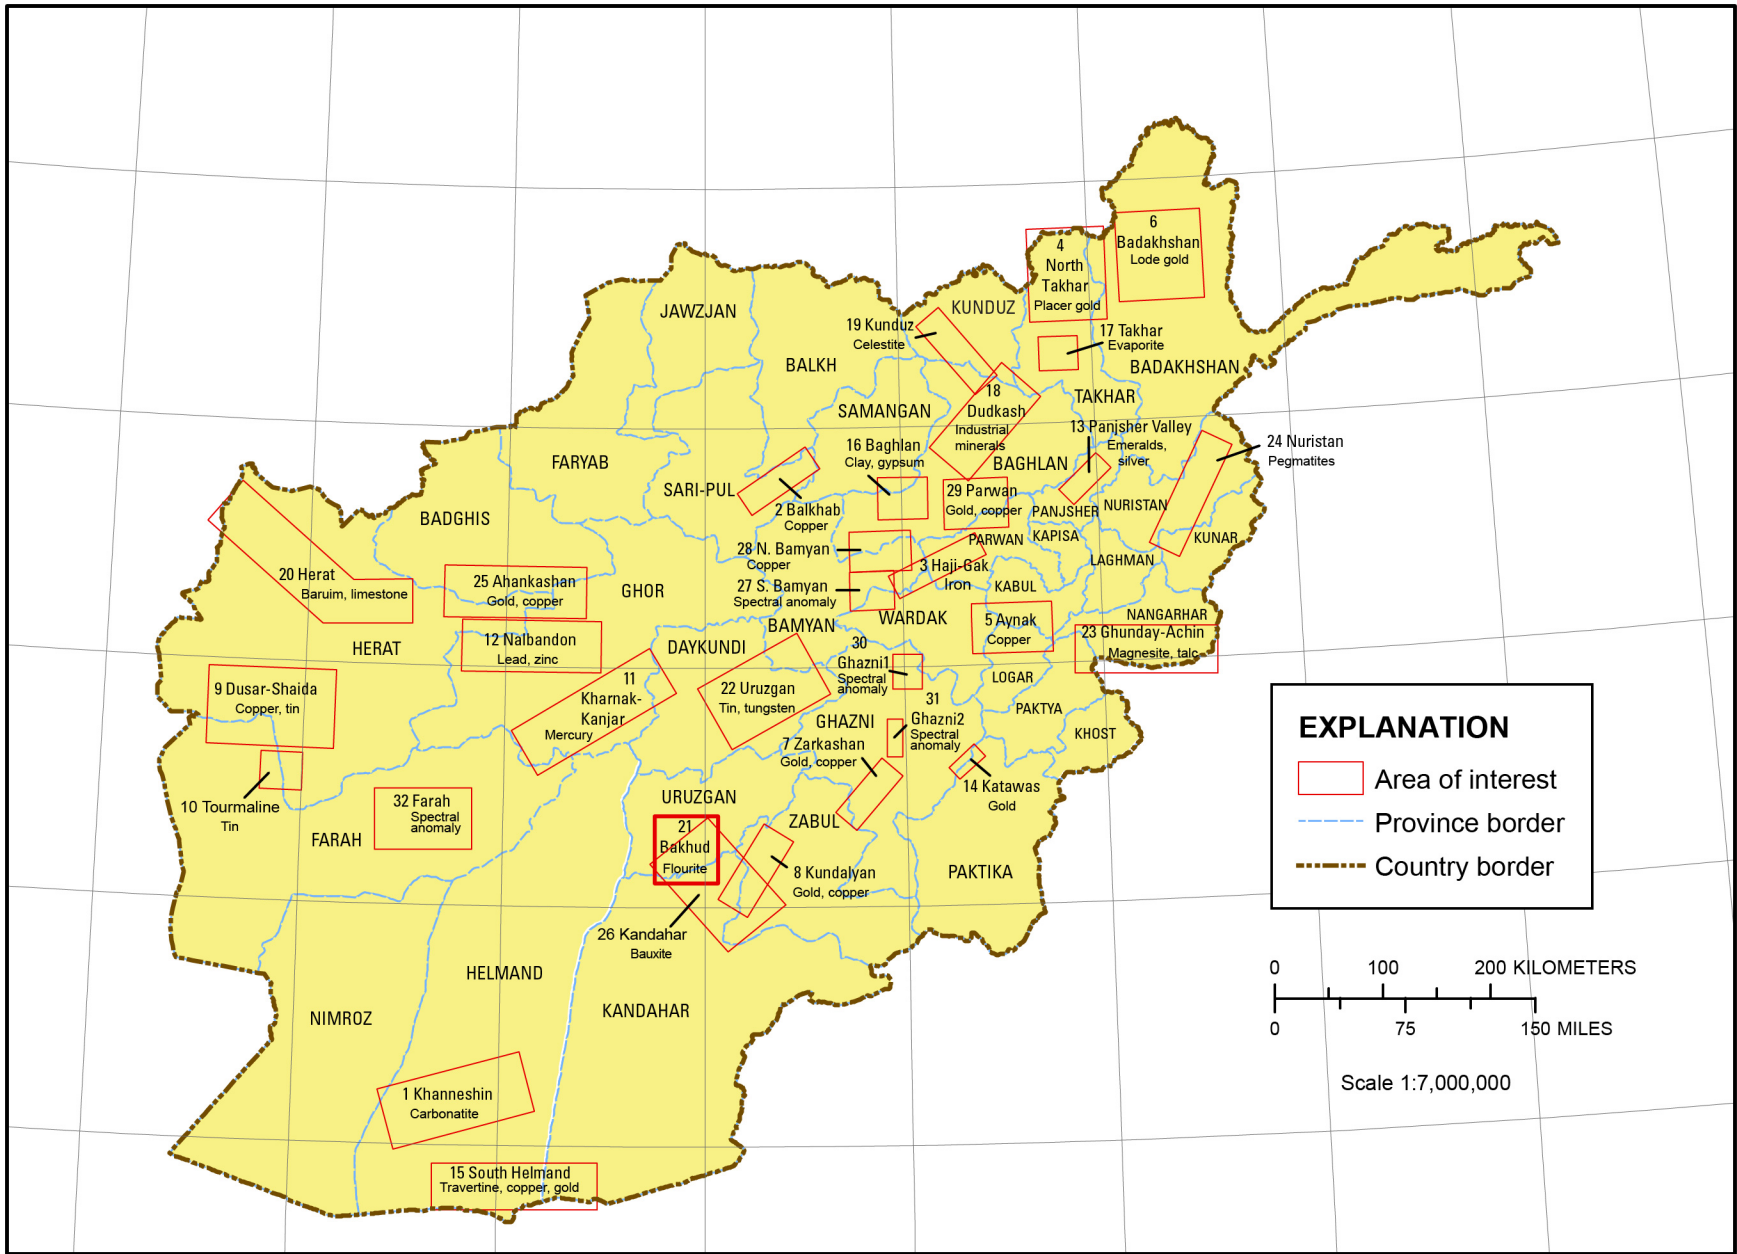 6
Badakhshan
Lode gold
4
North
Takhar
Placer gold
JAWZJAN
KUNDUZ
19 Kunduz
Celestite
17 Takhar
Evaporite
BALKH
BADAKHSHAN
18
Dudkash
Industrial
minerals
TAKHAR
SAMANGAN
13 Panjsher Valley
Emeralds,
silver
24 Nuristan
Pegmatites
16 Baghlan
Clay, gypsum
FARYAB
BAGHLAN
SARI-PUL
29 Parwan
Gold, copper
2 Balkhab
Copper
PANJSHER
NURISTAN
BADGHIS
28 N. Bamyan
Copper
PARWAN
KAPISA
KUNAR
LAGHMAN
3 Haji-Gak
Iron
20 Herat
Baruim, limestone
25 Ahankashan
Gold, copper
GHOR
27 S. Bamyan
Spectral anomaly
KABUL
WARDAK
BAMYAN
5 Aynak
Copper
NANGARHAR
23 Ghunday-Achin
Magnesite, talc
HERAT
12 Nalbandon
Lead, zinc
DAYKUNDI
30
Ghazni1
Spectral
anomaly
LOGAR
11
Kharnak-
Kanjar
Mercury
22 Uruzgan
Tin, tungsten
9 Dusar-Shaida
Copper, tin
31
Ghazni2
Spectral
anomaly
PAKTYA
GHAZNI
KHOST
7 Zarkashan
Gold, copper
14 Katawas
Gold
10 Tourmaline
Tin
32 Farah
Spectral
anomaly
URUZGAN
ZABUL
FARAH
21
Bakhud
Flourite
8 Kundalyan
Gold, copper
PAKTIKA
26 Kandahar
Bauxite
HELMAND
NIMROZ
KANDAHAR
1 Khanneshin
Carbonatite
15 South Helmand
Travertine, copper, gold
EXPLANATION
Area of interest
Province border
Country border
0 100 200 KILOMETERS
0 75 150 MILES
Scale 1:7,000,000